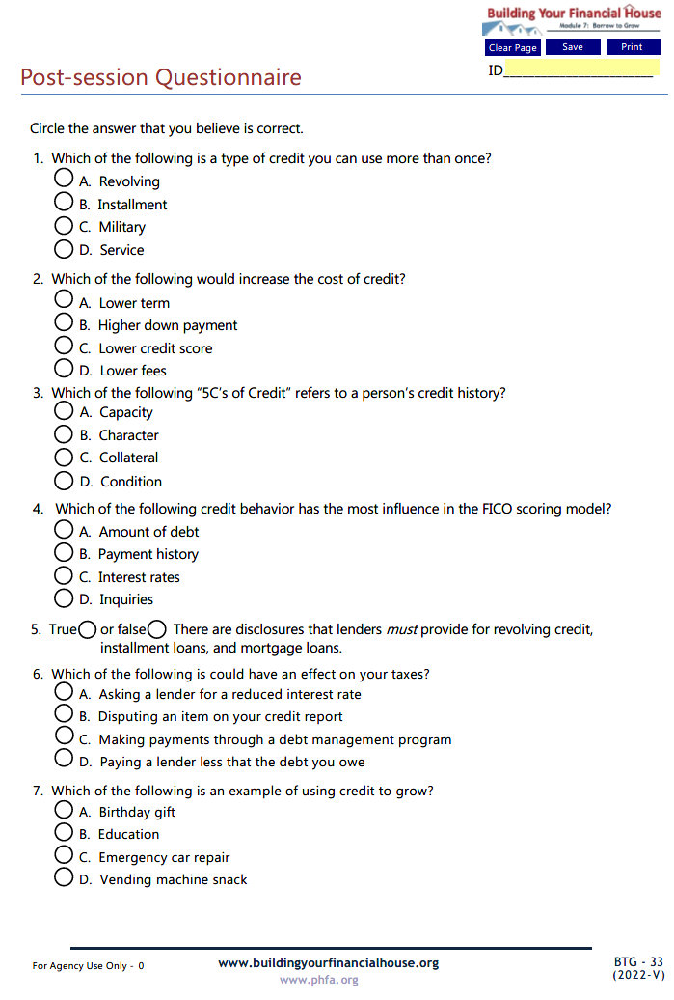 Building Your Financial House
Module 7: Borrow to Grow
Clear Page Save Print
ID
Post-session Questionnaire
Circle the answer that you believe is correct.
1. Which of the following is a type of credit you can use more than once?
A. Revolving
B. Installment
C. Military
D. Service
2. Which of the following would increase the cost of credit?
A. Lower term
B. Higher down payment
C. Lower credit score
D. Lower fees
3. Which of the following “5C’s of Credit” refers to a person’s credit history?
A. Capacity
B. Character
C. Collateral
D. Condition
4. Which of the following credit behavior has the most influence in the FICO scoring model?
A. Amount of debt
B. Payment history
C. Interest rates
D. Inquiries
5. True or false There are disclosures that lenders must provide for revolving credit,
installment loans, and mortgage loans.
6. Which of the following is could have an effect on your taxes?
A. Asking a lender for a reduced interest rate
B. Disputing an item on your credit report
C. Making payments through a debt management program
D. Paying a lender less that the debt you owe
7. Which of the following is an example of using credit to grow?
A. Birthday gift
B. Education
C. Emergency car repair
D. Vending machine snack
For Agency Use Only - 0
www.buildingyourfinancialhouse.org
www.phfa.org
BTG - 33
(2022-V)